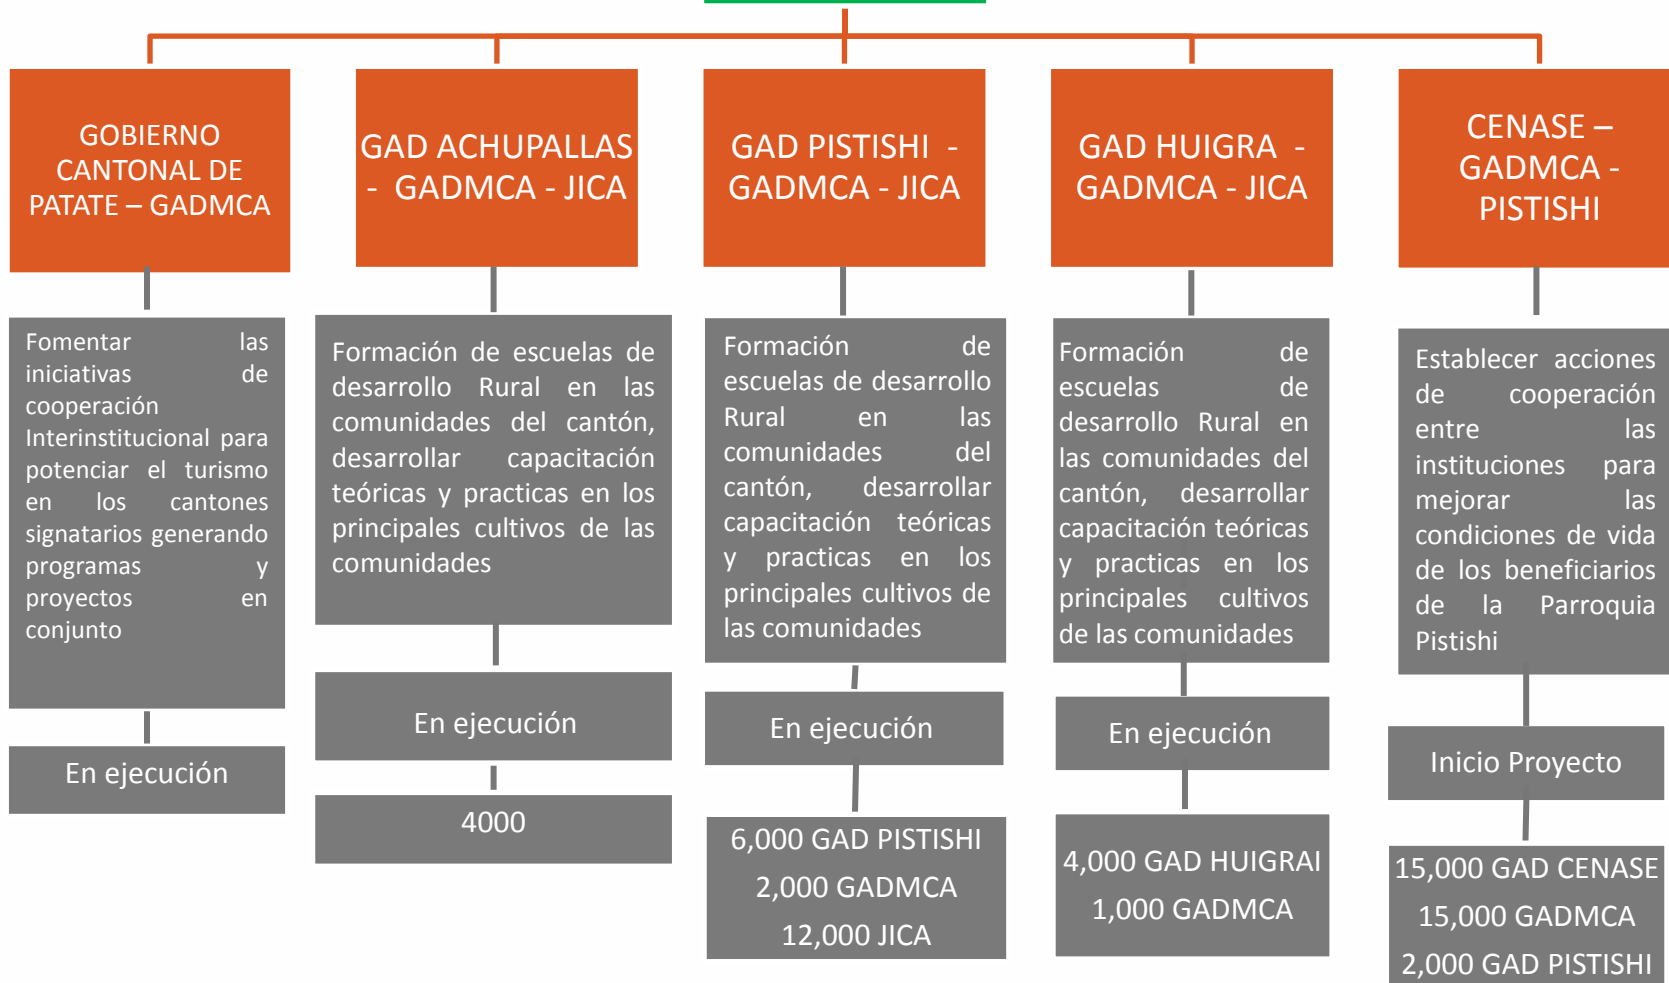 GOBIERNO
CANTONAL DE
PATATE – GADMCA
GAD ACHUPALLAS
- GADMCA - JICA
GAD PISTISHI -
GADMCA - JICA
GAD HUIGRA -
GADMCA - JICA
CENASE –
GADMCA -
PISTISHI
Fomentar las
iniciativas de
cooperación
Interinstitucional para
potenciar el turismo
en los cantones
signatarios generando
programas y
proyectos en
conjunto
Formación de escuelas de
desarrollo Rural en las
comunidades del cantón,
desarrollar capacitación
teóricas y practicas en los
principales cultivos de las
comunidades
Formación de
escuelas de desarrollo
Rural en las
comunidades del
cantón, desarrollar
capacitación teóricas
y practicas en los
principales cultivos de
las comunidades
Formación de
escuelas de
desarrollo Rural en
las comunidades del
cantón, desarrollar
capacitación teóricas
y practicas en los
principales cultivos
de las comunidades
Establecer acciones
de cooperación
entre las
instituciones para
mejorar las
condiciones de vida
de los beneficiarios
de la Parroquia
Pistishi
En ejecución
En ejecución
En ejecución
En ejecución
Inicio Proyecto
4000
6,000 GAD PISTISHI
2,000 GADMCA
12,000 JICA
4,000 GAD HUIGRAI
1,000 GADMCA
15,000 GAD CENASE
15,000 GADMCA
2,000 GAD PISTISHI